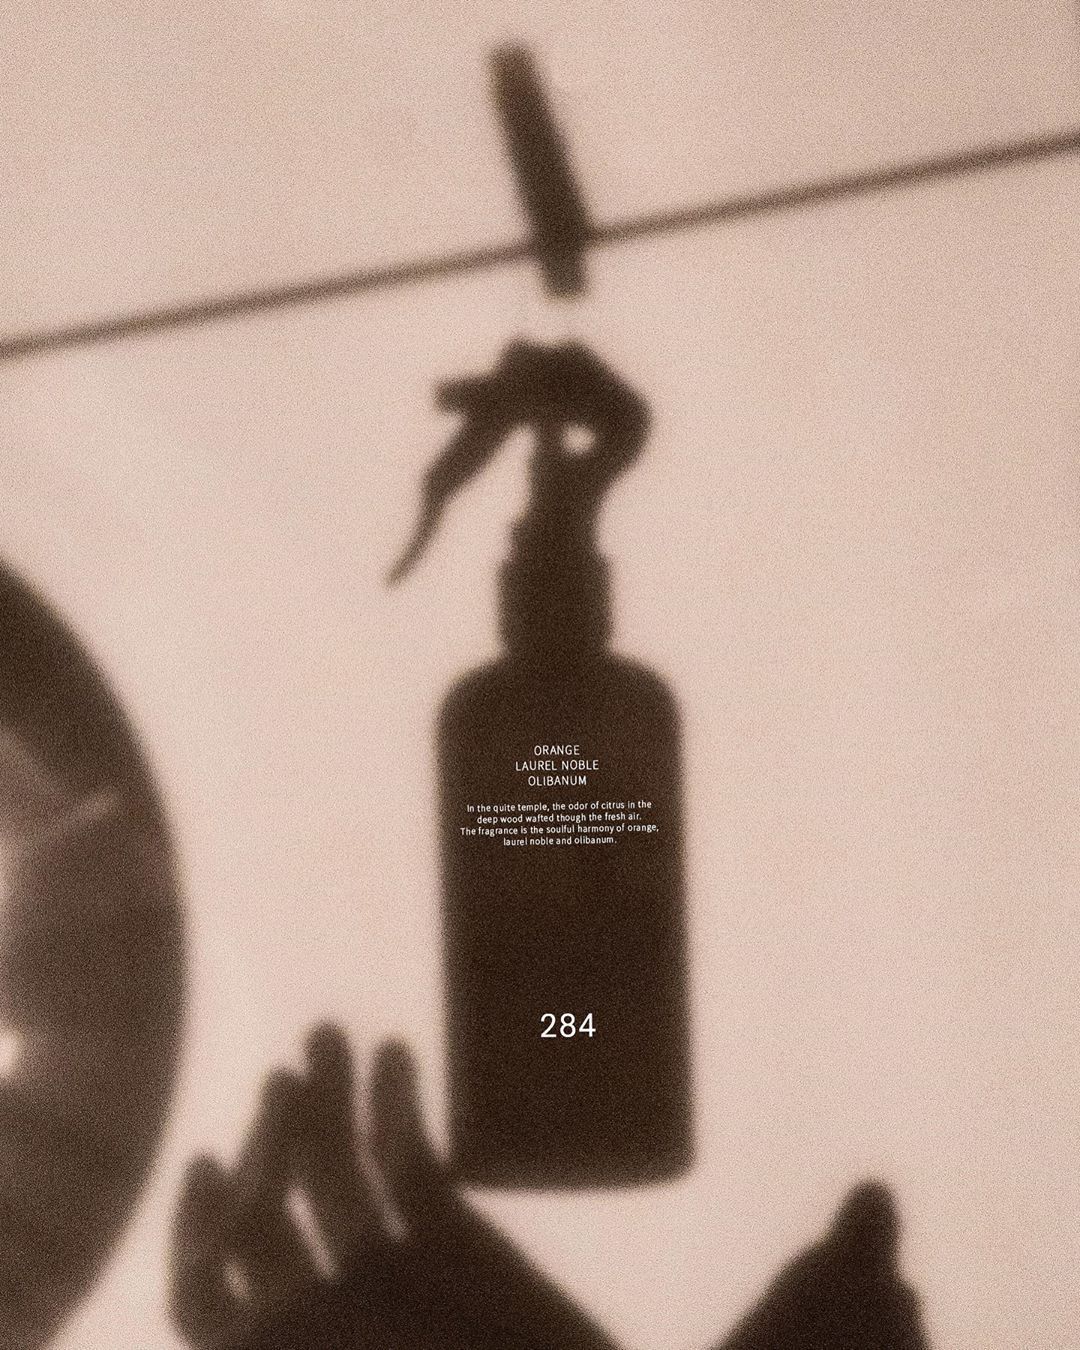 ORANGE
LAUREL NOBLE
OLIBANUM
In the quite temple, the odor of citrus in the
deep wood wafted though the fresh air.
The fragrance is the soulful harmony of orange,
laurel noble and olibanum.
284